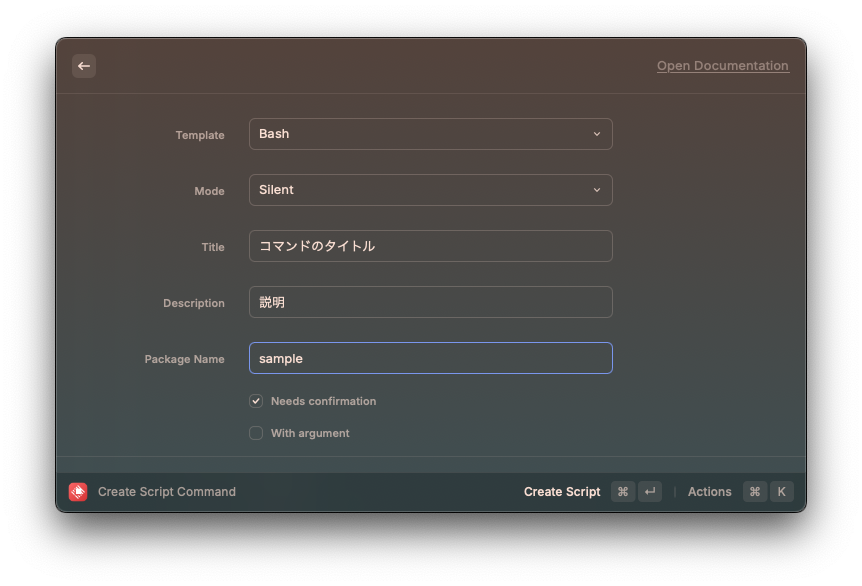 Open Documentation
Template
Bash
Mode
Silent
Title
コマンドのタイトル
Description
説明
Package Name
sample
Needs confirmation
With argument
Create Script Command
Create Script ⌘ ↵ | Actions ⌘ K